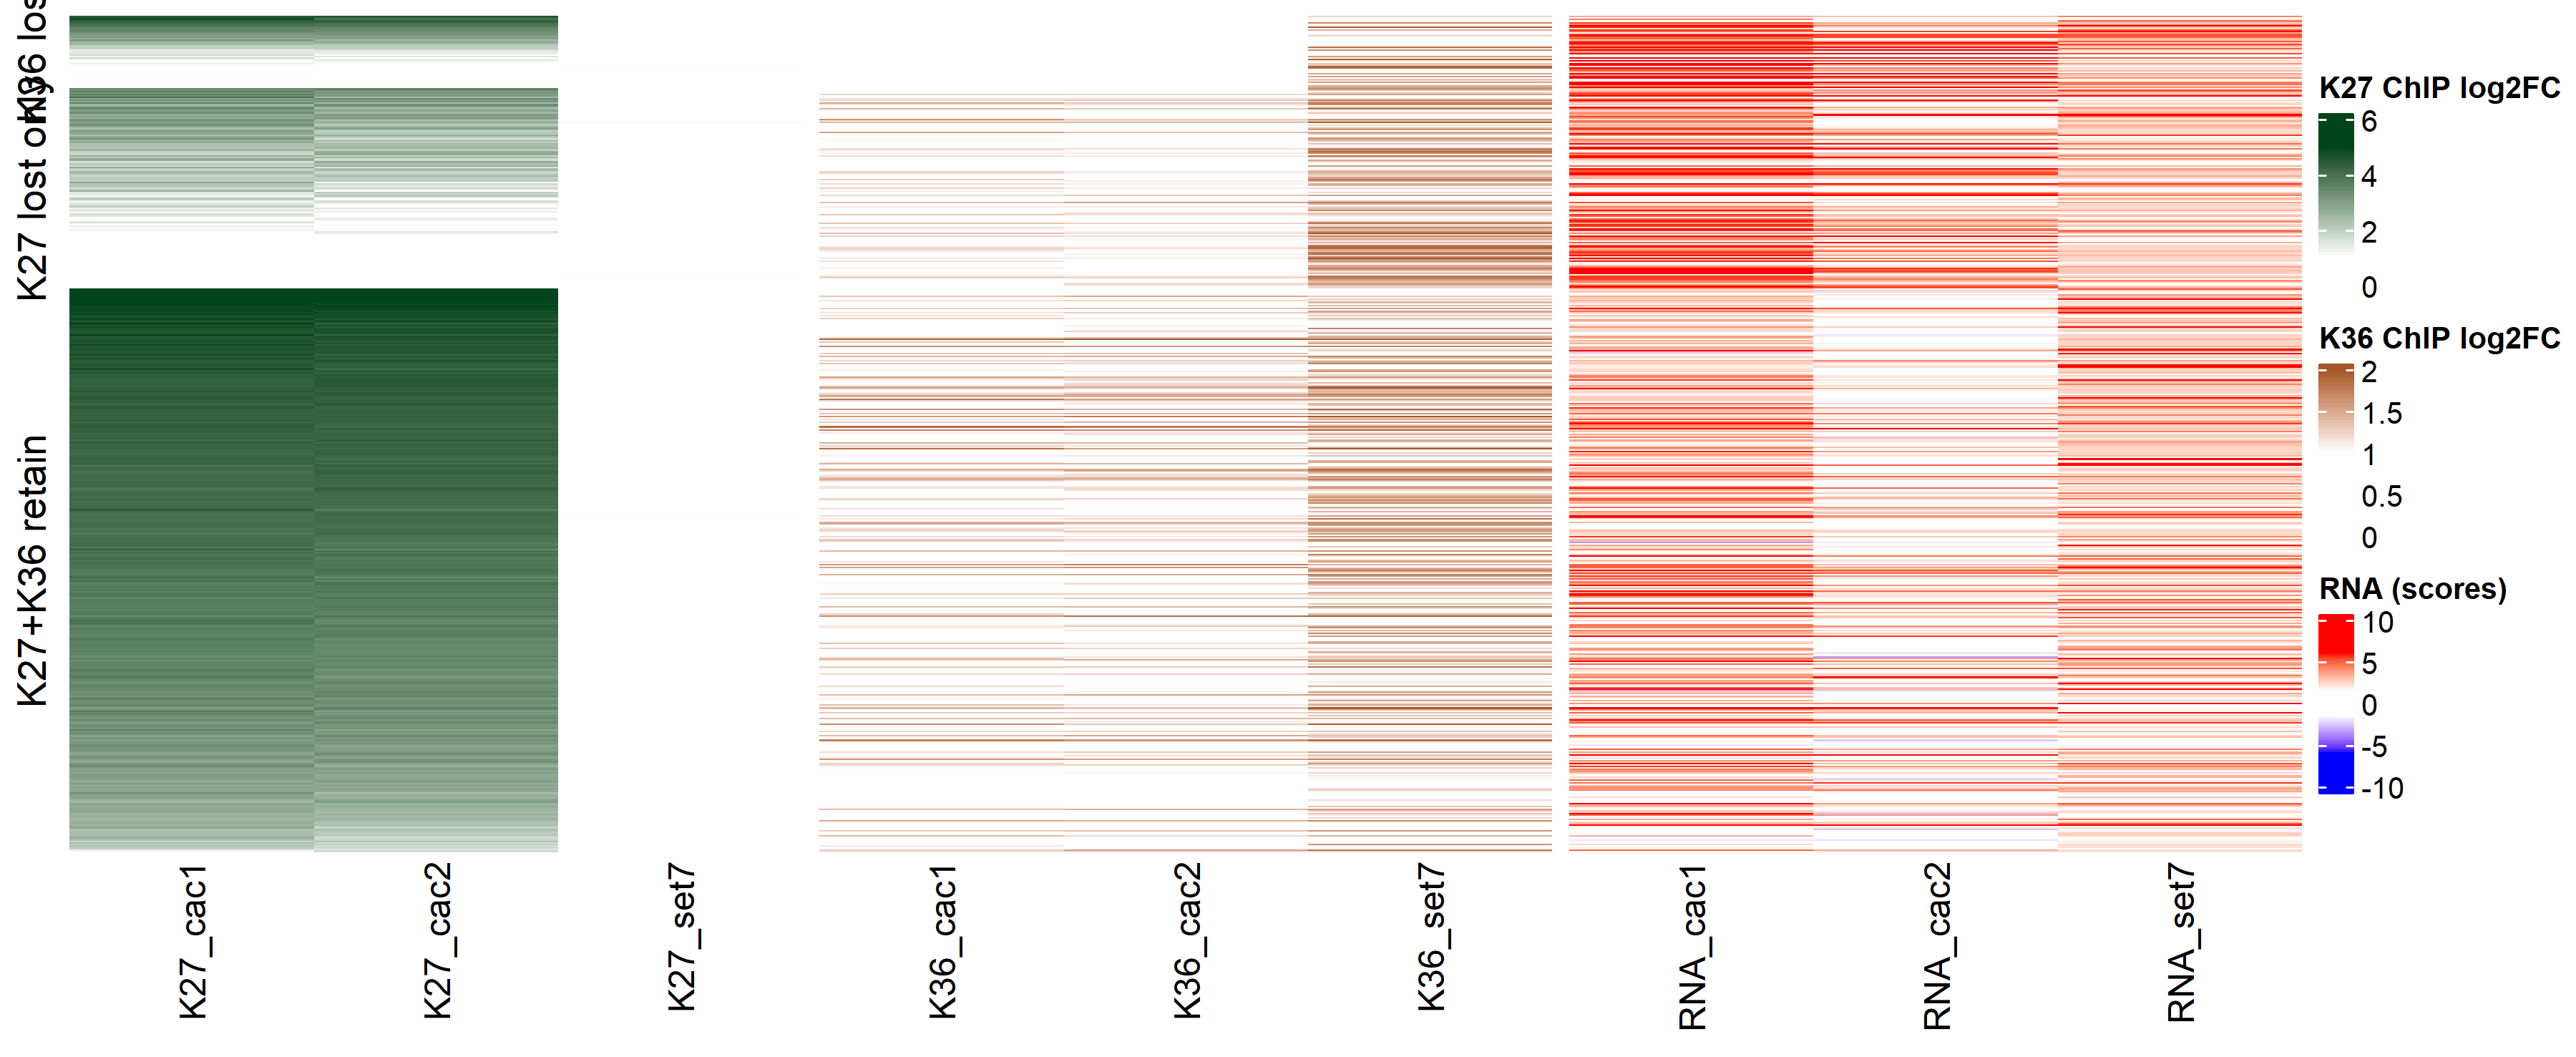 K36 los
K27 lost only
K27+K36 retain
K27_cac1
K27_cac2
K27_set7
K36_cac1
K36_cac2
K36_set7
RNA_cac1
RNA_cac2
RNA_set7
K27 ChIP log2FC
6
4
2
0
K36 ChIP log2FC
2
1.5
1
0.5
0
RNA (scores)
10
5
0
-5
-10